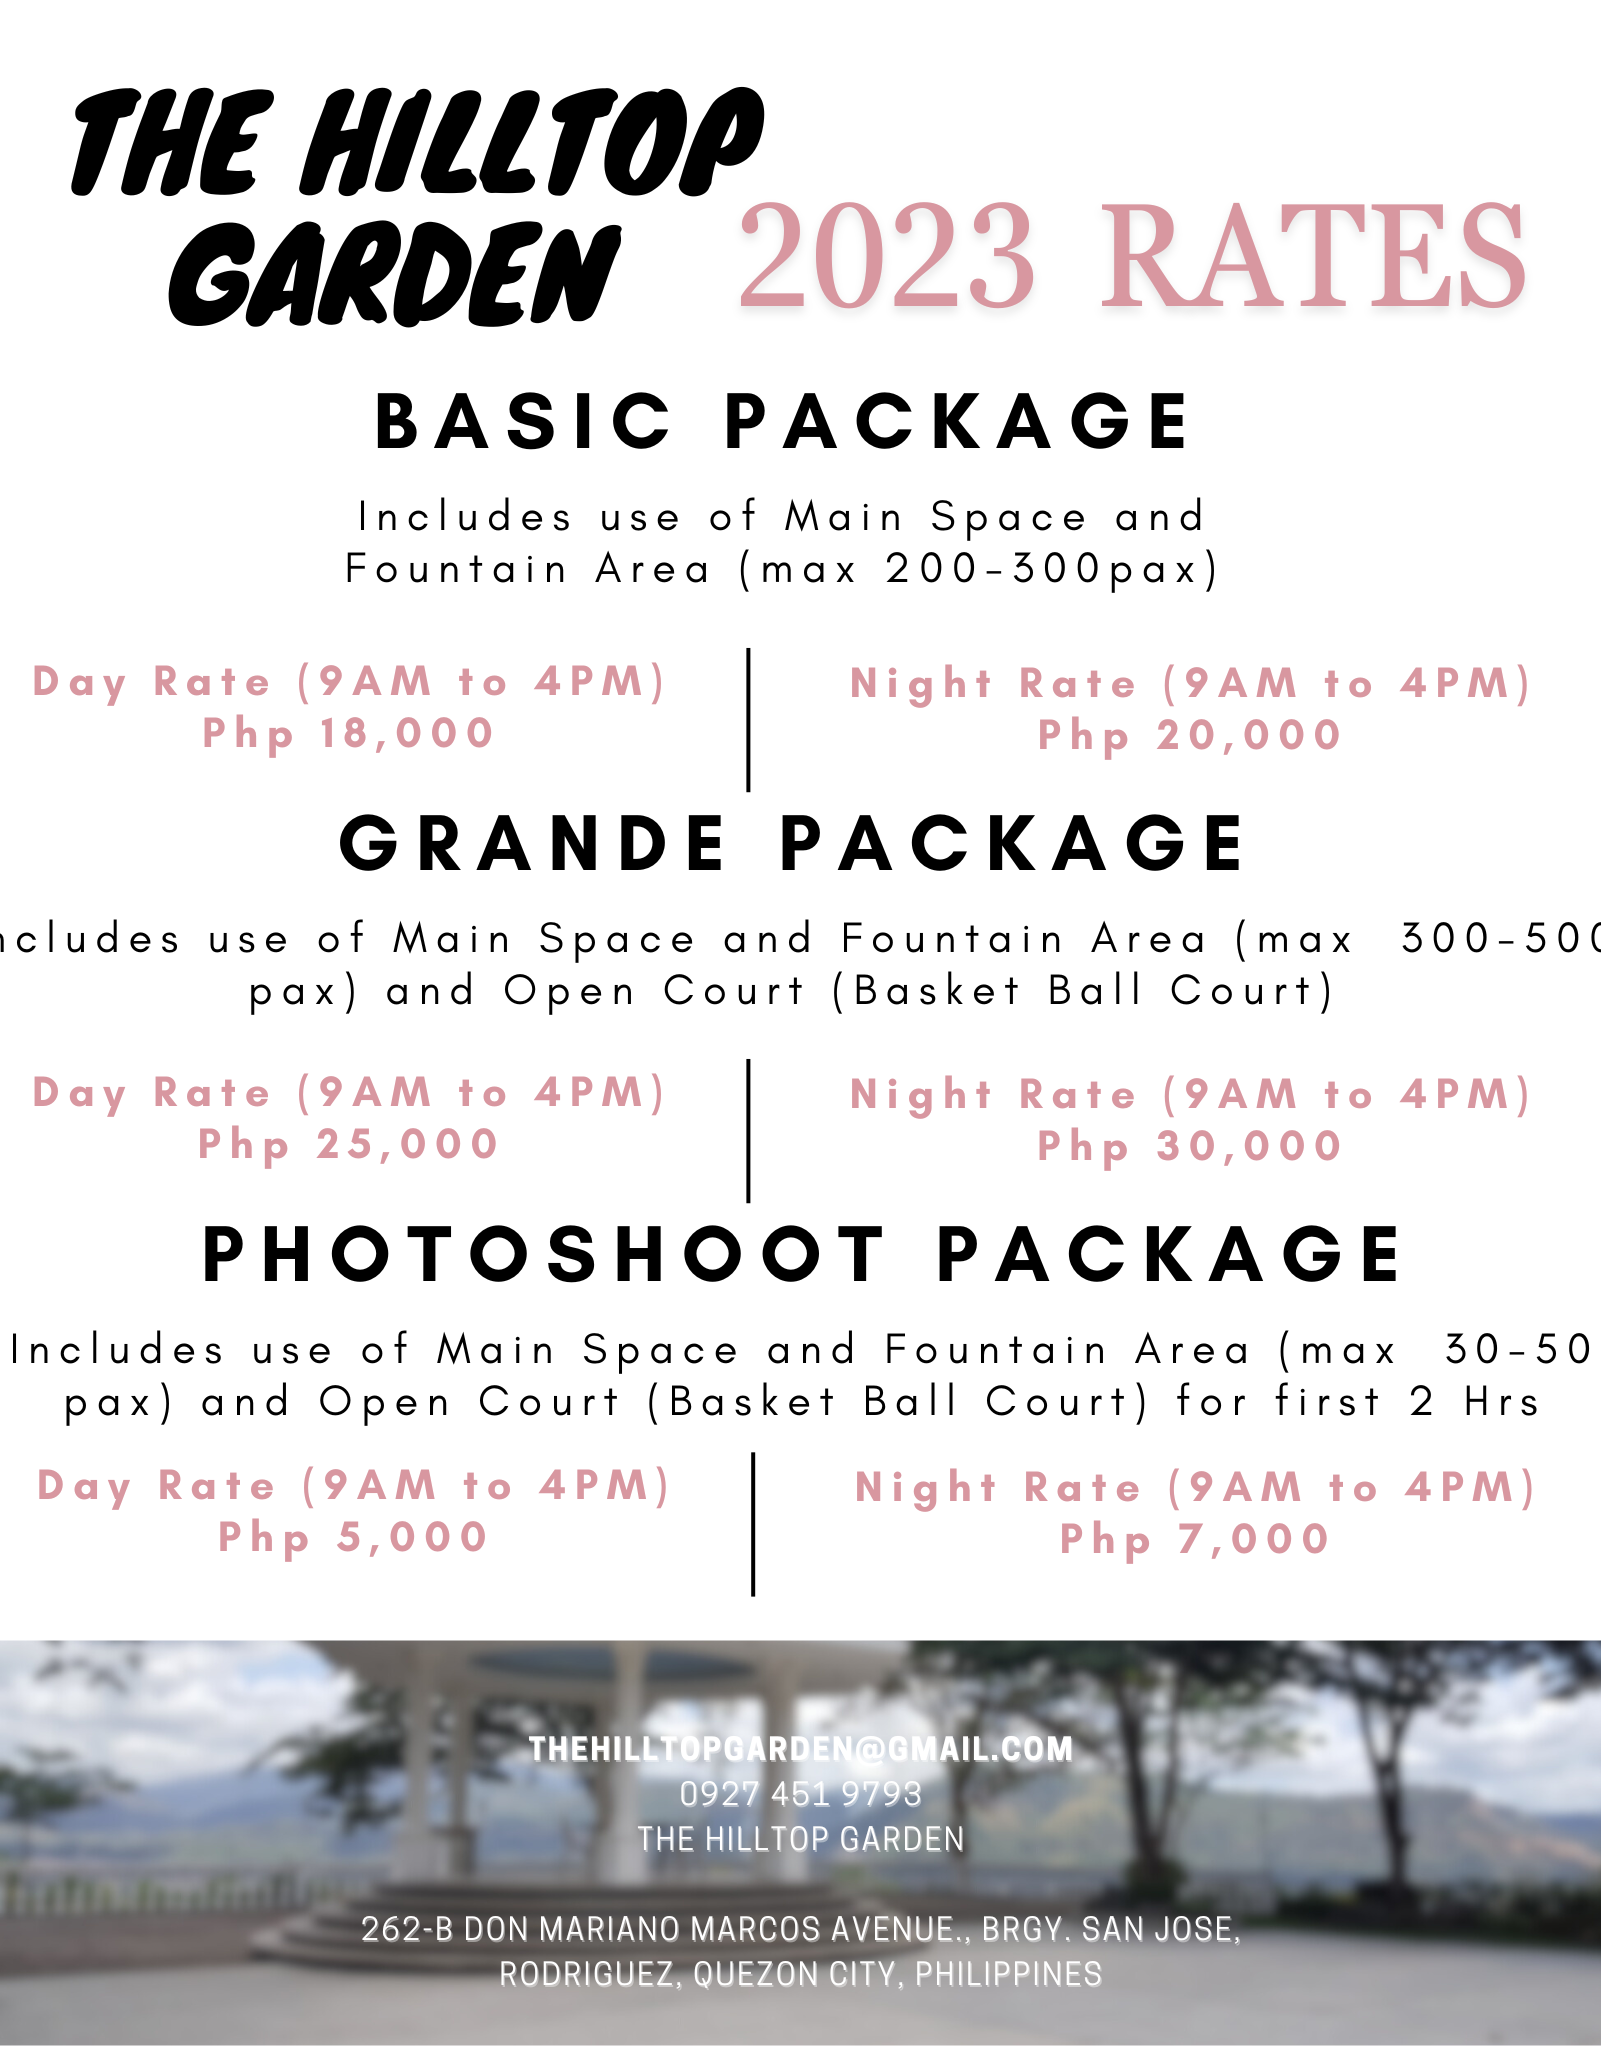 THE HILLTOP
GARDEN
2023 RATES
BASIC PACKAGE
Includes use of Main Space and
Fountain Area (max 200-300pax)
Day Rate (9AM to 4PM)
Php 18,000
Night Rate (9AM to 4PM)
Php 20,000
GRANDE PACKAGE
ncludes use of Main Space and Fountain Area (max 300-500
pax) and Open Court (Basket Ball Court)
Day Rate (9AM to 4PM)
Php 25,000
Night Rate (9AM to 4PM)
Php 30,000
PHOTOSHOOT PACKAGE
Includes use of Main Space and Fountain Area (max 30-50
pax) and Open Court (Basket Ball Court) for first 2 Hrs
Day Rate (9AM to 4PM)
Php 5,000
Night Rate (9AM to 4PM)
Php 7,000
THEHILLTOPGARDEN@GMAIL.COM
0927 451 9793
THE HILLTOP GARDEN
262-B DON MARIANO MARCOS AVENUE., BRGY. SAN JOSE,
RODRIGUEZ, QUEZON CITY, PHILIPPINES